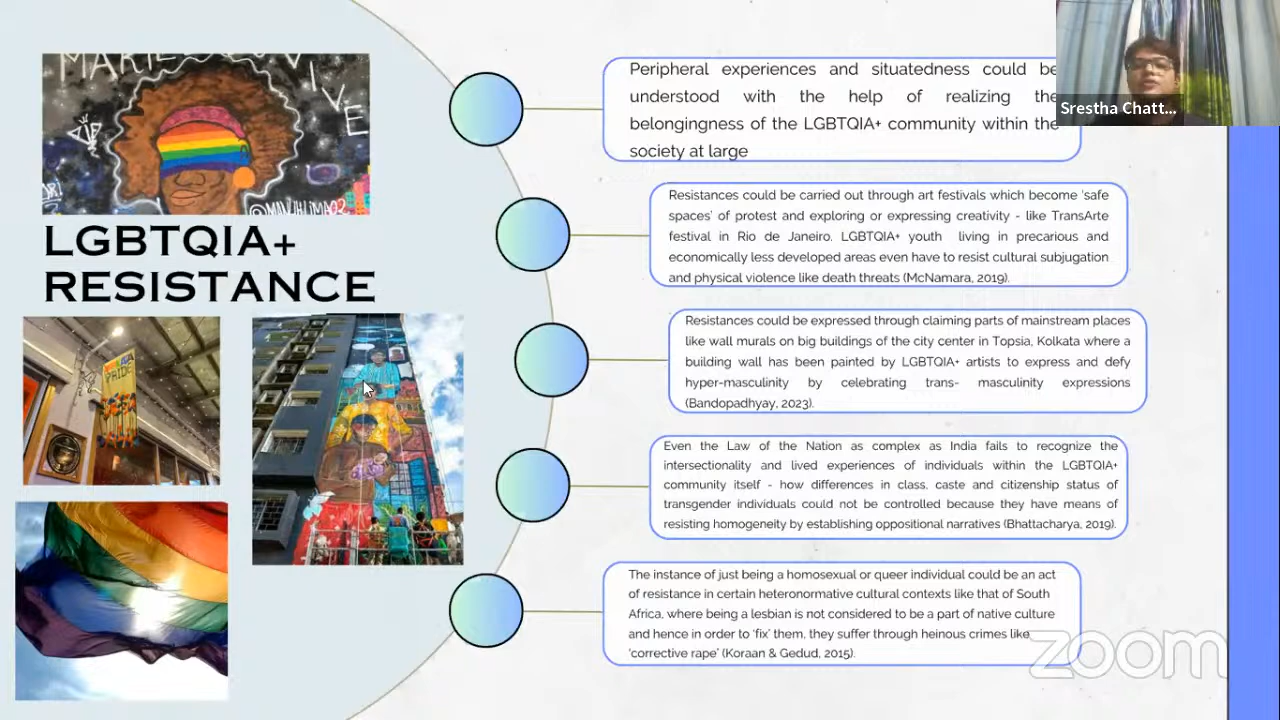 MARIE
VIVE
@MANUHLIMA02
LGBTQIA+
RESISTANCE
PRIDE
Peripheral experiences and situatedness could be
understood with the help of realizing the
belongingness of the LGBTQIA+ community within the
society at large
Srestha Chatt...
Resistances could be carried out through art festivals which become 'safe
spaces' of protest and exploring or expressing creativity - like TransArte
festival in Rio de Janeiro. LGBTQIA+ youth living in precarious and
economically less developed areas even have to resist cultural subjugation
and physical violence like death threats (McNamara, 2019).
Resistances could be expressed through claiming parts of mainstream places
like wall murals on big buildings of the city center in Topsia, Kolkata where a
building wall has been painted by LGBTQIA+ artists to express and defy
hyper-masculinity by celebrating trans- masculinity expressions
(Bandopadhyay, 2023).
Even the Law of the Nation as complex as India fails to recognize the
intersectionality and lived experiences of individuals within the LGBTQIA+
community itself - how differences in class, caste and citizenship status of
transgender individuals could not be controlled because they have means of
resisting homogeneity by establishing oppositional narratives (Bhattacharya, 2019).
The instance of just being a homosexual or queer individual could be an act
of resistance in certain heteronormative cultural contexts like that of South
Africa, where being a lesbian is not considered to be a part of native culture
and hence in order to 'fix' them, they suffer through heinous crimes like
'corrective rape' (Koraan & Gedud, 2015).
zoom